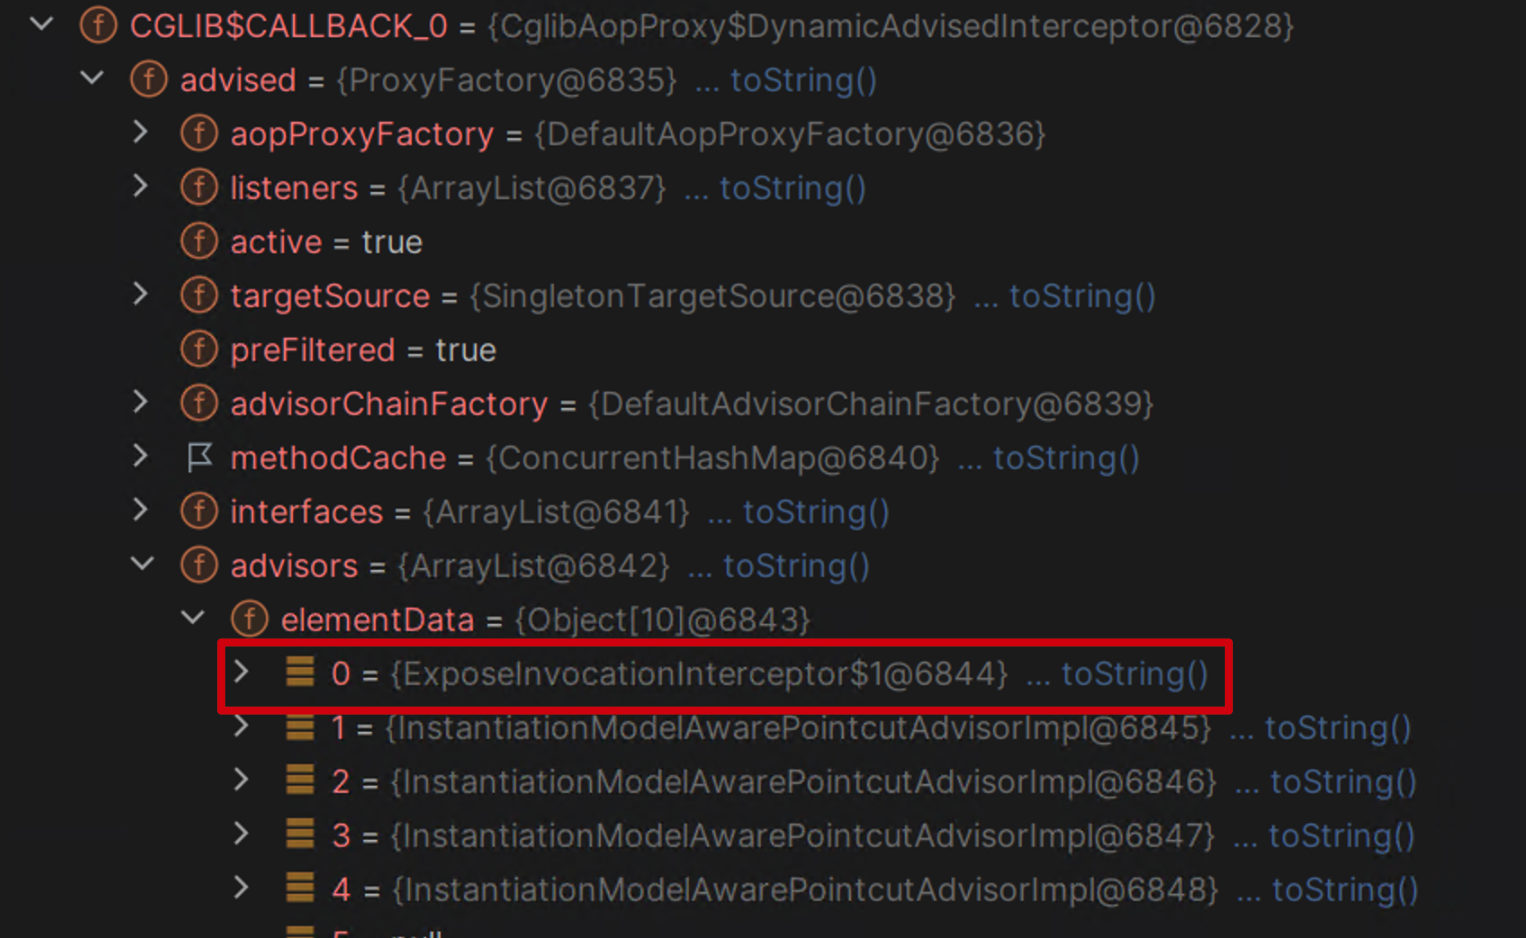 CGLIB$CALLBACK_0 = {CglibAopProxy$DynamicAdvisedInterceptor@6828}
advised = {ProxyFactory@6835} ... toString()
aopProxyFactory = {DefaultAopProxyFactory@6836}
listeners = {ArrayList@6837} ... toString()
active = true
targetSource = {SingletonTargetSource@6838} ... toString()
preFiltered = true
advisorChainFactory = {DefaultAdvisorChainFactory@6839}
methodCache = {ConcurrentHashMap@6840} ... toString()
interfaces = {ArrayList@6841} ... toString()
advisors = {ArrayList@6842} ... toString()
elementData = {Object[10]@6843}
0 = {ExposeInvocationInterceptor$1@6844} ... toString()
1 = {InstantiationModelAwarePointcutAdvisorImpl@6845} ... toString()
2 = {InstantiationModelAwarePointcutAdvisorImpl@6846} ... toString()
3 = {InstantiationModelAwarePointcutAdvisorImpl@6847} ... toString()
4 = {InstantiationModelAwarePointcutAdvisorImpl@6848} ... toString()
5 = null